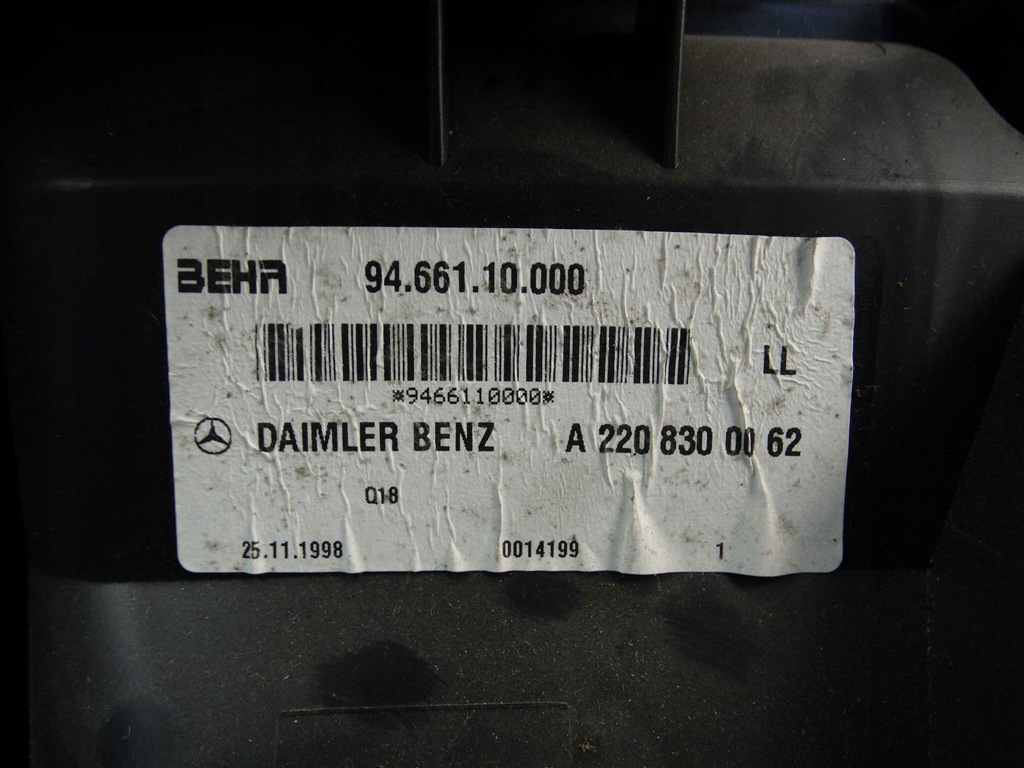 BEHR 94.661.10.000
LL
*9466110000*
DAIMLER BENZ A 220 830 00 62
Q18
25.11.1998 0014199 1